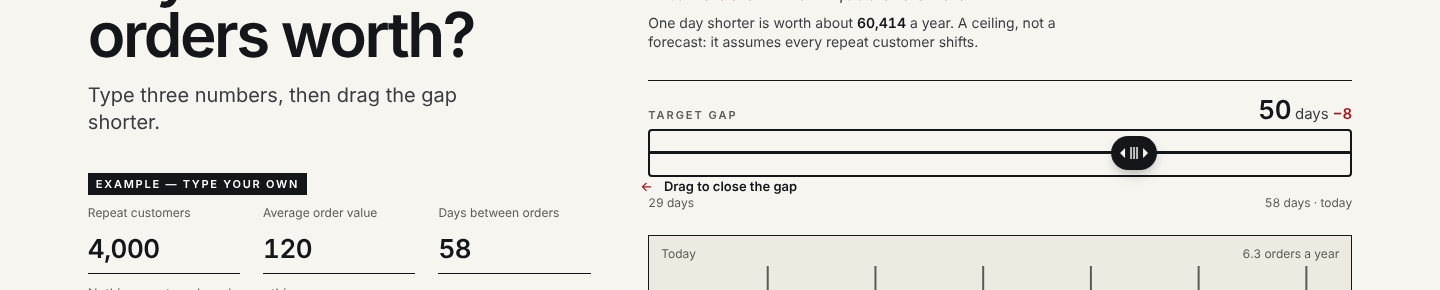 orders worth?
Type three numbers, then drag the gap
shorter.
EXAMPLE — TYPE YOUR OWN
Repeat customers
4,000
Average order value
120
Days between orders
58
One day shorter is worth about 60,414 a year. A ceiling, not a
forecast: it assumes every repeat customer shifts.
TARGET GAP
50 days −8
← Drag to close the gap
29 days
58 days · today
Today
6.3 orders a year